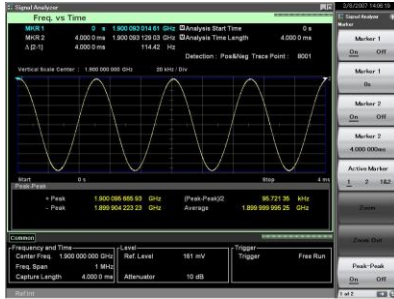 Signal Analyzer
3/8/2007 14:06:19
Freq. vs Time
MKR 1 0 s 1.900 093 014 61 GHz Analysis Start Time 0 s
MKR 2 4.000 0 ms 1.900 093 129 03 GHz Analysis Time Length 4.000 0 ms
Δ [2-1] 4.000 0 ms 114.42 Hz
Detection : Pos&Neg Trace Point : 8001
Vertical Scale Center : 1.900 000 000 GHz 20 kHz / Div
Start 0 s Stop 4 ms
Peak-Peak
+ Peak 1.900 095 665 93 GHz (Peak-Peak)/2 95.721 35 kHz
- Peak 1.899 904 223 23 GHz Average 1.899 999 995 25 GHz
Common
Frequency and Time
Center Freq. 1.900 000 000 GHz
Freq. Span 1 MHz
Capture Length 4.000 0 ms
Level
Ref. Level 161 mV
Attenuator 10 dB
Trigger
Trigger Free Run
Ref.Int
Signal Analyzer
Marker
Marker 1
On Off
Marker 1
0s
Marker 2
On Off
Marker 2
4.000 000ms
Active Marker
1 2 1&2
Zoom
Zoom Out
Peak-Peak
On Off
1 of 2